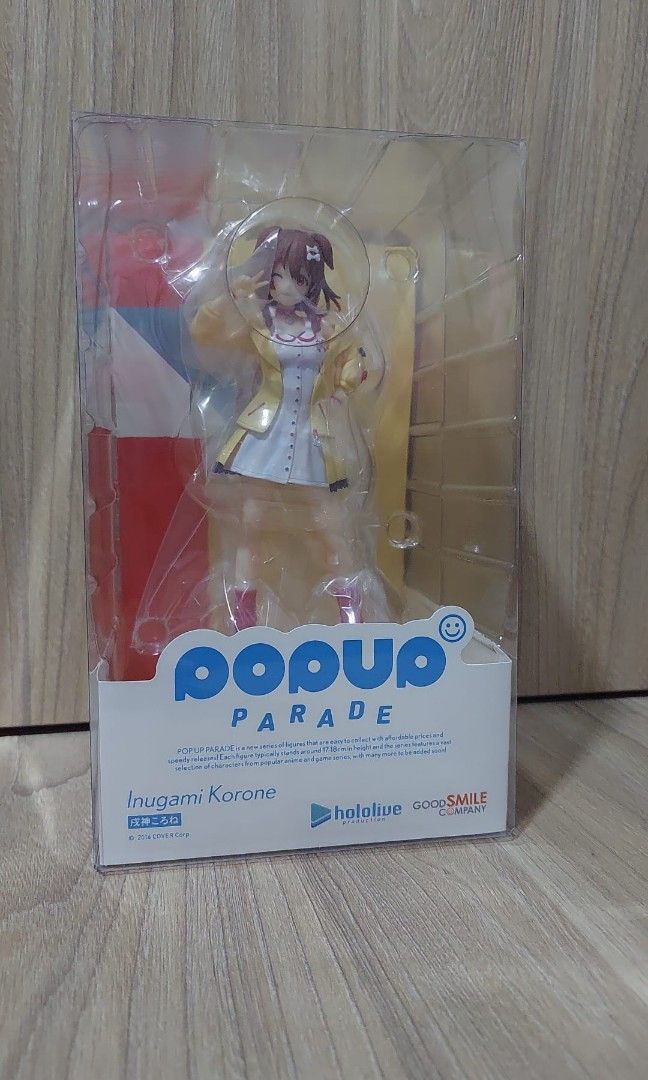 POPUP
PARADE
POP UP PARADE is a new series of figures that are easy to collect with affordable prices and
speedy releases! Each figure typically stands around 17-18cm in height and the series features a vast
selection of characters from popular anime and game series, with many more to be added soon!
Inugami Korone
戌神ころね
© 2016 COVER Corp.
hololive
production
GOOD SMILE
COMPANY